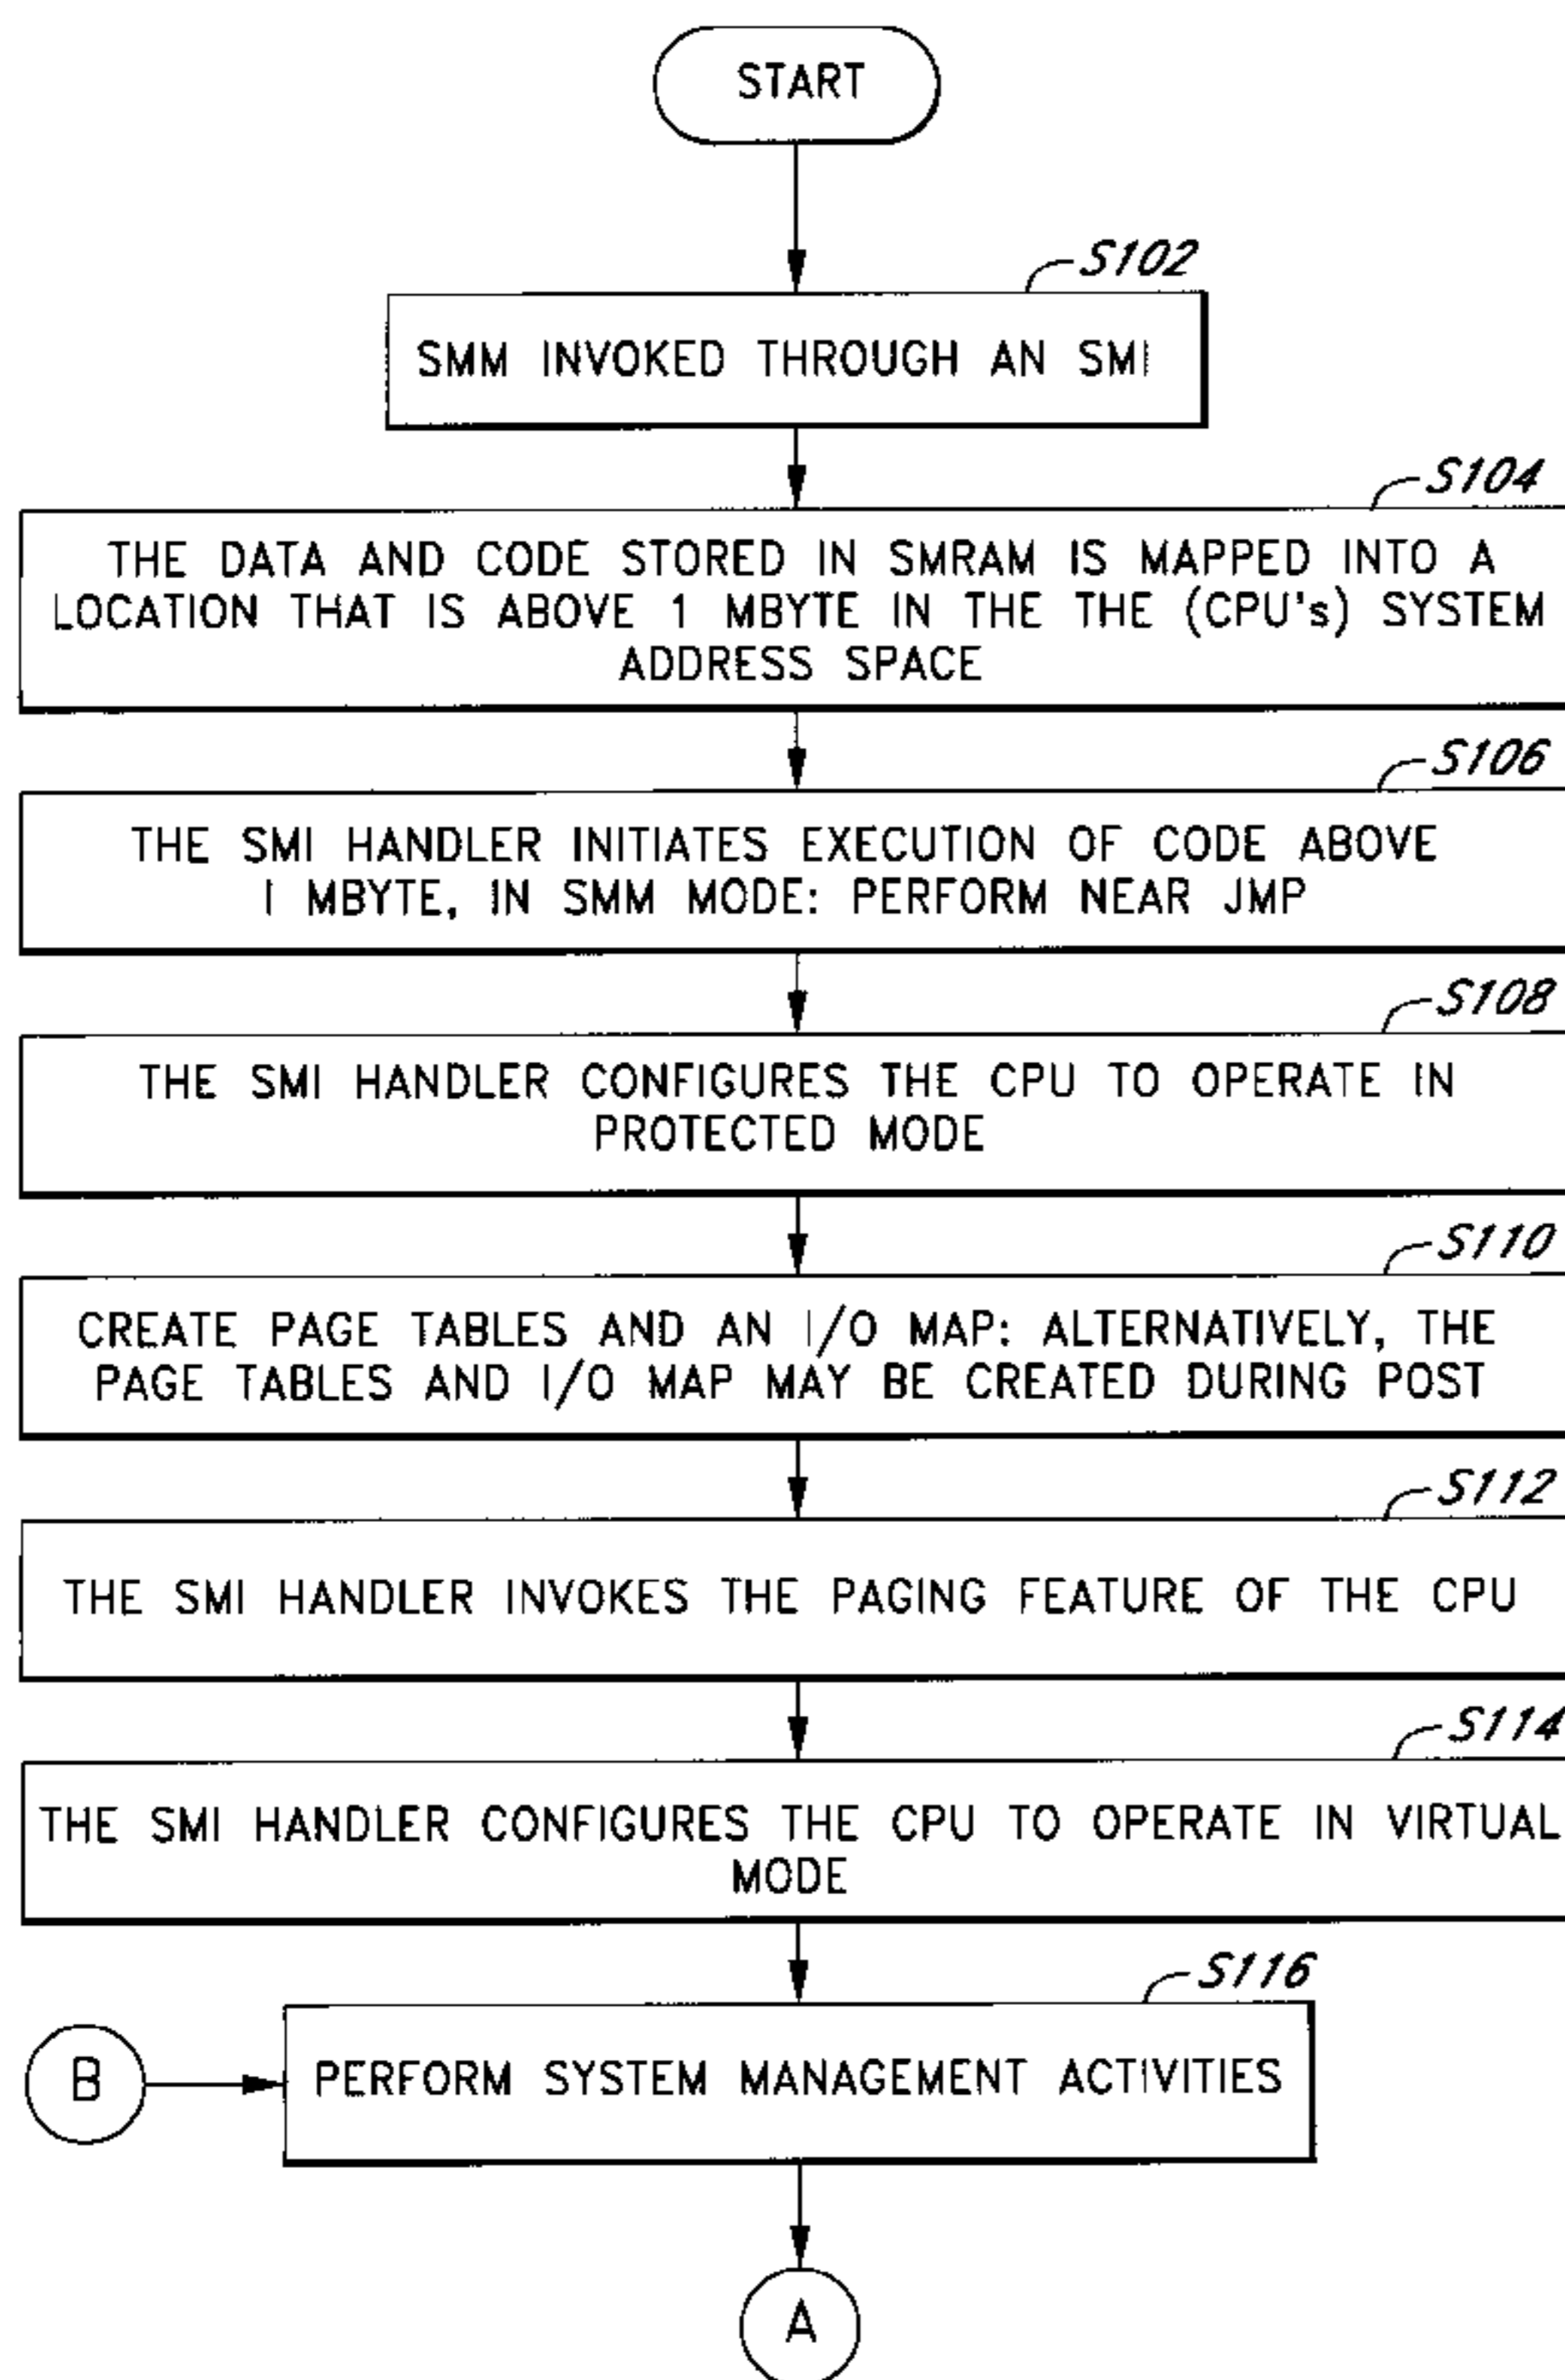 START
S102
SMM INVOKED THROUGH AN SMI
S104
THE DATA AND CODE STORED IN SMRAM IS MAPPED INTO A
LOCATION THAT IS ABOVE 1 MBYTE IN THE THE (CPU's) SYSTEM
ADDRESS SPACE
S106
THE SMI HANDLER INITIATES EXECUTION OF CODE ABOVE
1 MBYTE, IN SMM MODE: PERFORM NEAR JMP
S108
THE SMI HANDLER CONFIGURES THE CPU TO OPERATE IN
PROTECTED MODE
S110
CREATE PAGE TABLES AND AN I/O MAP: ALTERNATIVELY, THE
PAGE TABLES AND I/O MAP MAY BE CREATED DURING POST
S112
THE SMI HANDLER INVOKES THE PAGING FEATURE OF THE CPU
S114
THE SMI HANDLER CONFIGURES THE CPU TO OPERATE IN VIRTUAL
MODE
S116
B
PERFORM SYSTEM MANAGEMENT ACTIVITIES
A